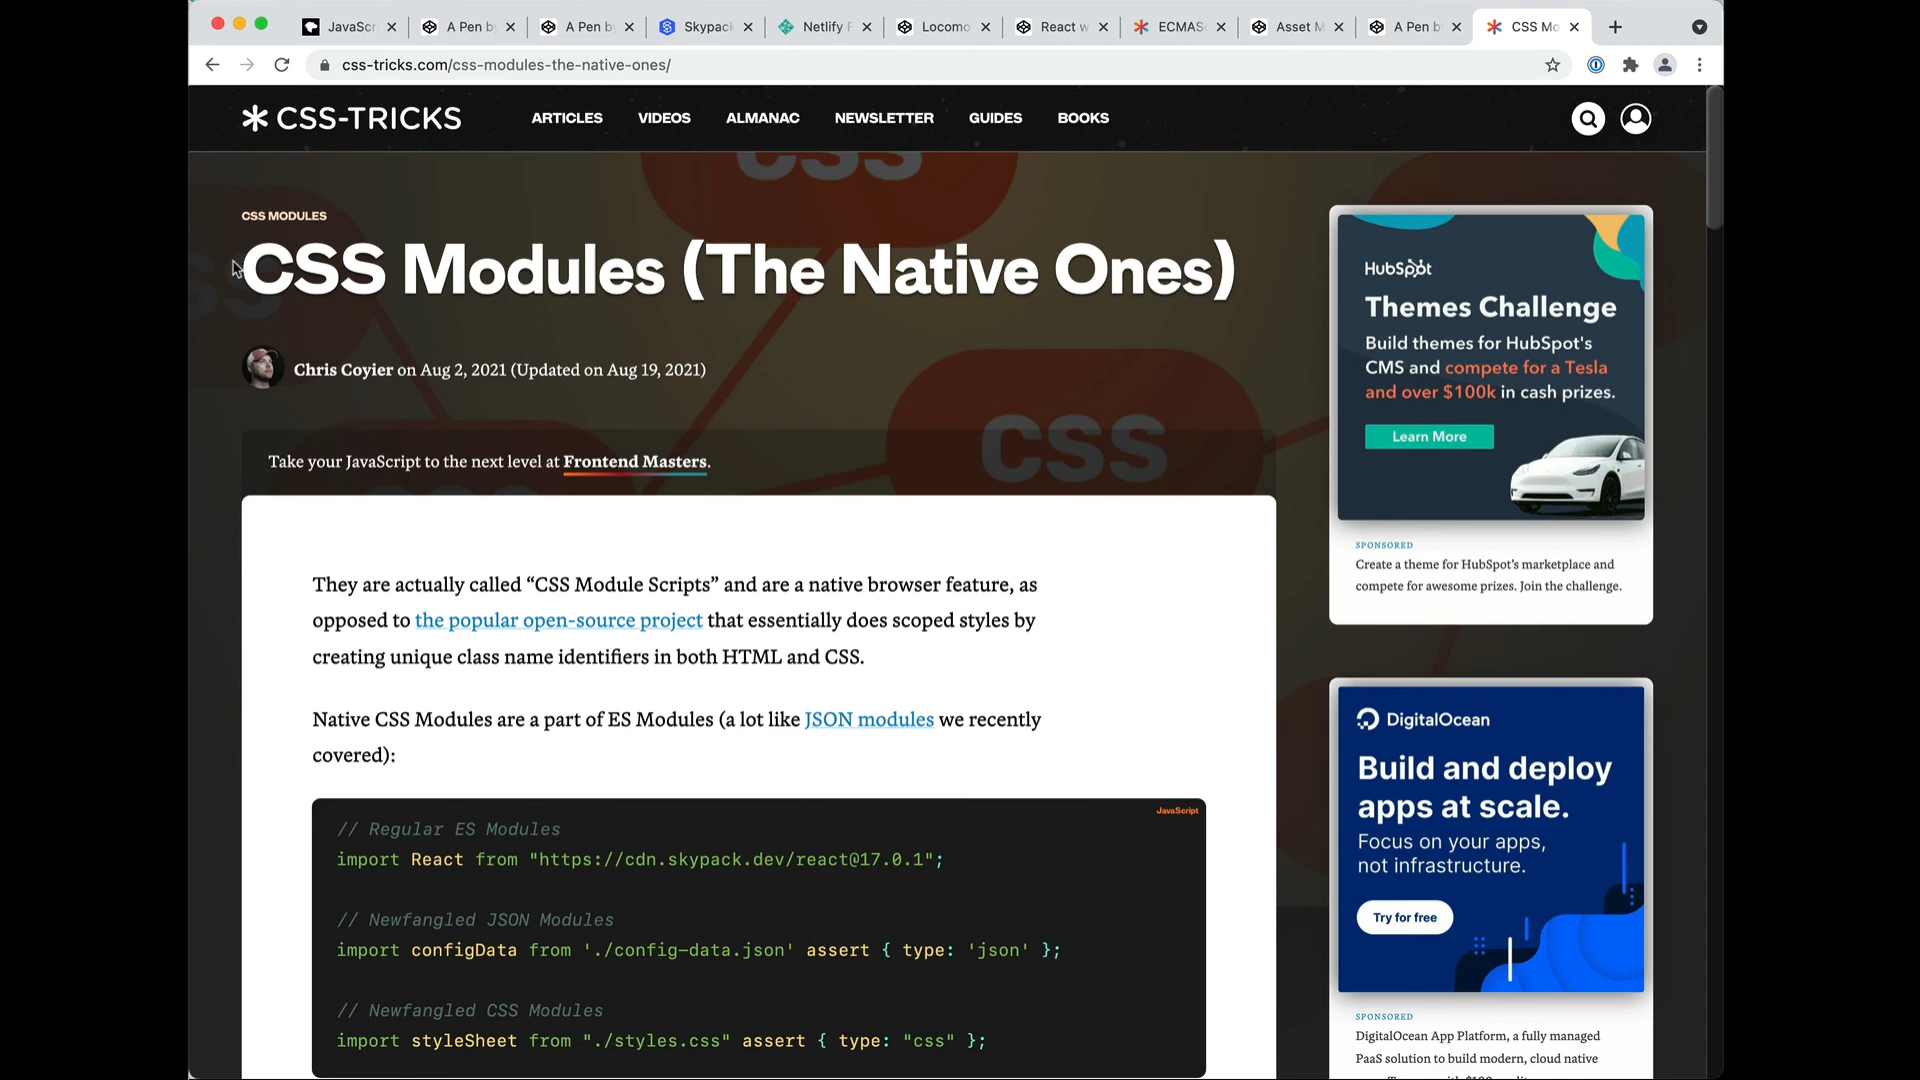 JavaScr
A Pen by
A Pen by
Skypack
Netlify F
Locomo
React w
ECMASc
Asset M
A Pen by
CSS Mo
css-tricks.com/css-modules-the-native-ones/
CSS-TRICKS
ARTICLES
VIDEOS
ALMANAC
NEWSLETTER
GUIDES
BOOKS
CSS
CSS MODULES
CSS Modules (The Native Ones)
Chris Coyier on Aug 2, 2021 (Updated on Aug 19, 2021)
CSS
Take your JavaScript to the next level at Frontend Masters.
They are actually called “CSS Module Scripts” and are a native browser feature, as
opposed to the popular open-source project that essentially does scoped styles by
creating unique class name identifiers in both HTML and CSS.
Native CSS Modules are a part of ES Modules (a lot like JSON modules we recently
covered):
JavaScript
// Regular ES Modules
import React from "https://cdn.skypack.dev/react@17.0.1";
// Newfangled JSON Modules
import configData from './config-data.json' assert { type: 'json' };
// Newfangled CSS Modules
import styleSheet from "./styles.css" assert { type: "css" };
HubSpot
Themes Challenge
Build themes for HubSpot's
CMS and compete for a Tesla
and over $100k in cash prizes.
Learn More
SPONSORED
Create a theme for HubSpot’s marketplace and
compete for awesome prizes. Join the challenge.
DigitalOcean
Build and deploy
apps at scale.
Focus on your apps,
not infrastructure.
Try for free
SPONSORED
DigitalOcean App Platform, a fully managed
PaaS solution to build modern, cloud native